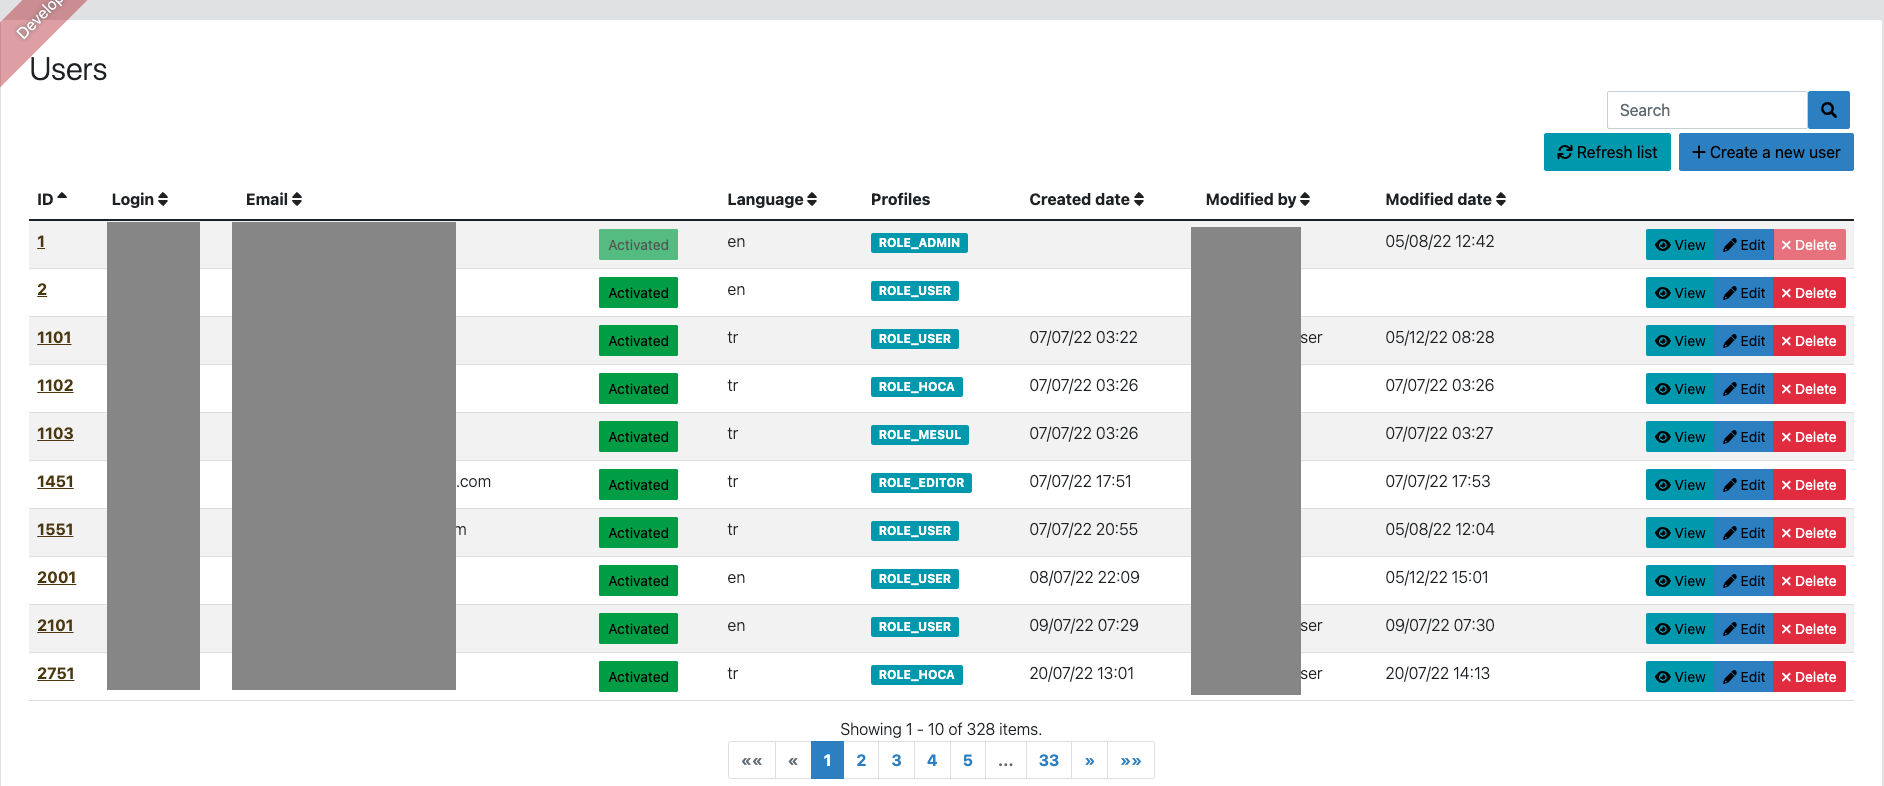 Develop
Users
Search
Refresh list
Create a new user
ID Login Email Language Profiles Created date Modified by Modified date
1 Activated en ROLE_ADMIN 05/08/22 12:42 View Edit Delete
2 Activated en ROLE_USER View Edit Delete
1101 Activated tr ROLE_USER 07/07/22 03:22 ser 05/12/22 08:28 View Edit Delete
1102 Activated tr ROLE_HOCA 07/07/22 03:26 07/07/22 03:26 View Edit Delete
1103 Activated tr ROLE_MESUL 07/07/22 03:26 07/07/22 03:27 View Edit Delete
1451 .com Activated tr ROLE_EDITOR 07/07/22 17:51 07/07/22 17:53 View Edit Delete
1551 m Activated tr ROLE_USER 07/07/22 20:55 05/08/22 12:04 View Edit Delete
2001 Activated en ROLE_USER 08/07/22 22:09 05/12/22 15:01 View Edit Delete
2101 Activated en ROLE_USER 09/07/22 07:29 ser 09/07/22 07:30 View Edit Delete
2751 Activated tr ROLE_HOCA 20/07/22 13:01 ser 20/07/22 14:13 View Edit Delete
Showing 1 - 10 of 328 items.
«« « 1 2 3 4 5 ... 33 » »»